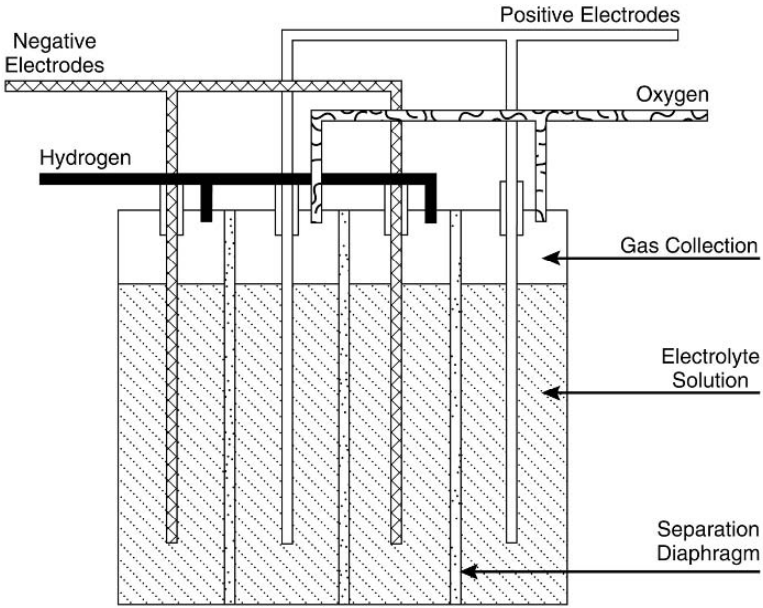 Positive Electrodes
Negative
Electrodes
Oxygen
Hydrogen
Gas Collection
Electrolyte
Solution
Separation
Diaphragm